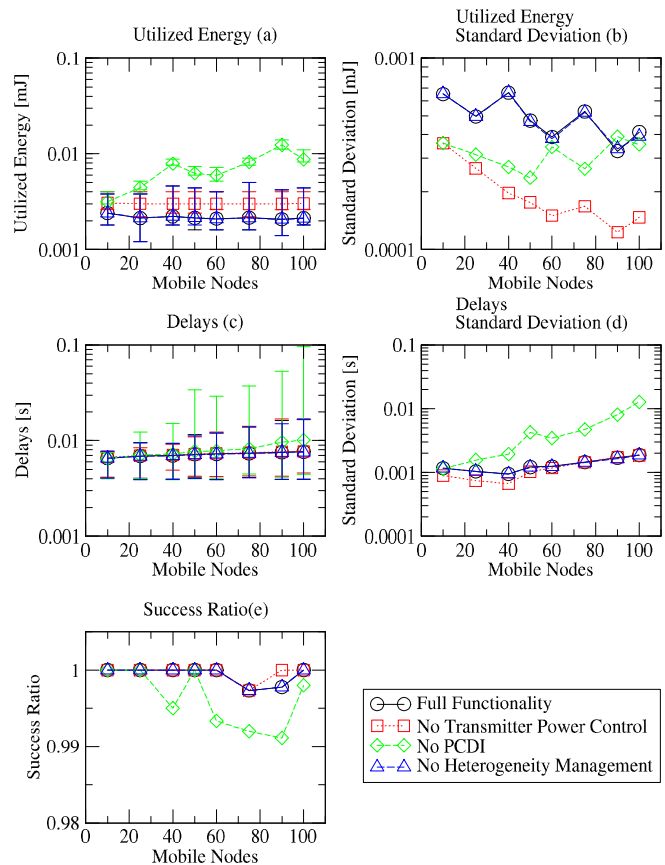 Utilized Energy (a)
Utilized Energy [mJ]
0.1
0.01
0.001
0 20 40 60 80 100
Mobile Nodes
Utilized Energy
Standard Deviation (b)
Standard Deviation [mJ]
0.001
0.0001
0 20 40 60 80 100
Mobile Nodes
Delays (c)
Delays [s]
0.1
0.01
0.001
0 20 40 60 80 100
Mobile Nodes
Delays
Standard Deviation (d)
Standard Deviation [s]
0.1
0.01
0.001
0.0001
0 20 40 60 80 100
Mobile Nodes
Success Ratio(e)
Success Ratio
1
0.99
0.98
0 20 40 60 80 100
Mobile Nodes
Full Functionality
No Transmitter Power Control
No PCDI
No Heterogeneity Management